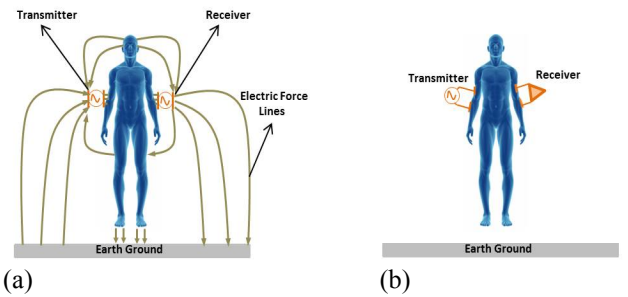 Transmitter
Receiver
Electric Force
Lines
Earth Ground
(a)
Transmitter
Receiver
Earth Ground
(b)